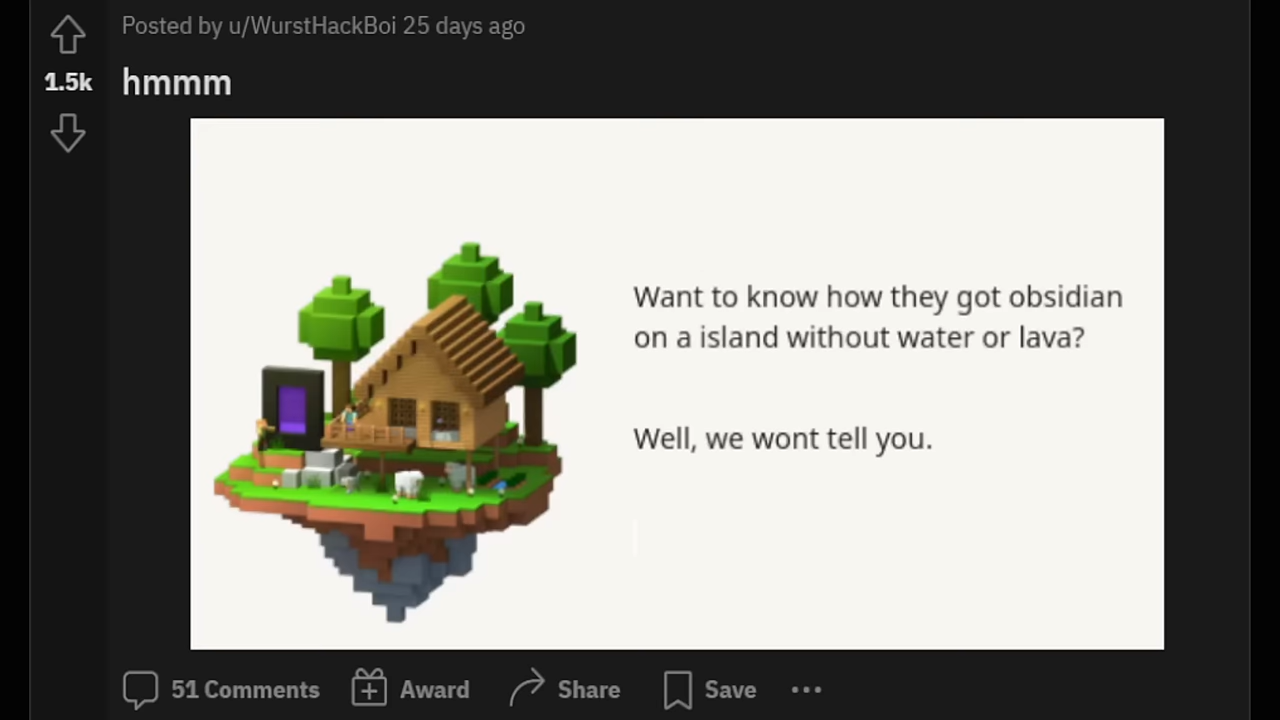 Posted by u/WurstHackBoi 25 days ago
1.5k
hmmm
Want to know how they got obsidian
on a island without water or lava?
Well, we wont tell you.
51 Comments Award Share Save